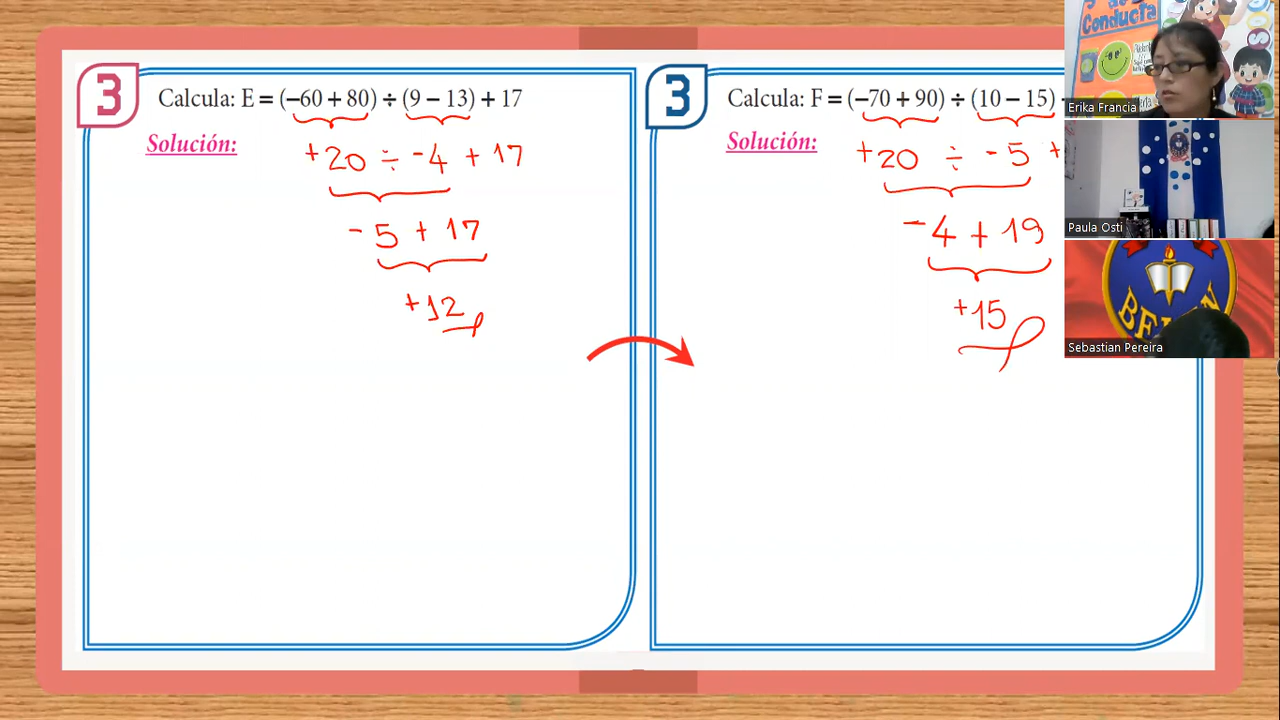 3
Calcula: E = (−60 + 80) ÷ (9 − 13) + 17
Solución:
+20 ÷ -4 + 17
-5 + 17
+12
3
Calcula: F = (−70 + 90) ÷ (10 − 15)
Solución:
+20 ÷ -5 +
-4 + 19
+15
Conducta
Erika Francia
Paula Osti
BE
Sebastian Pereira